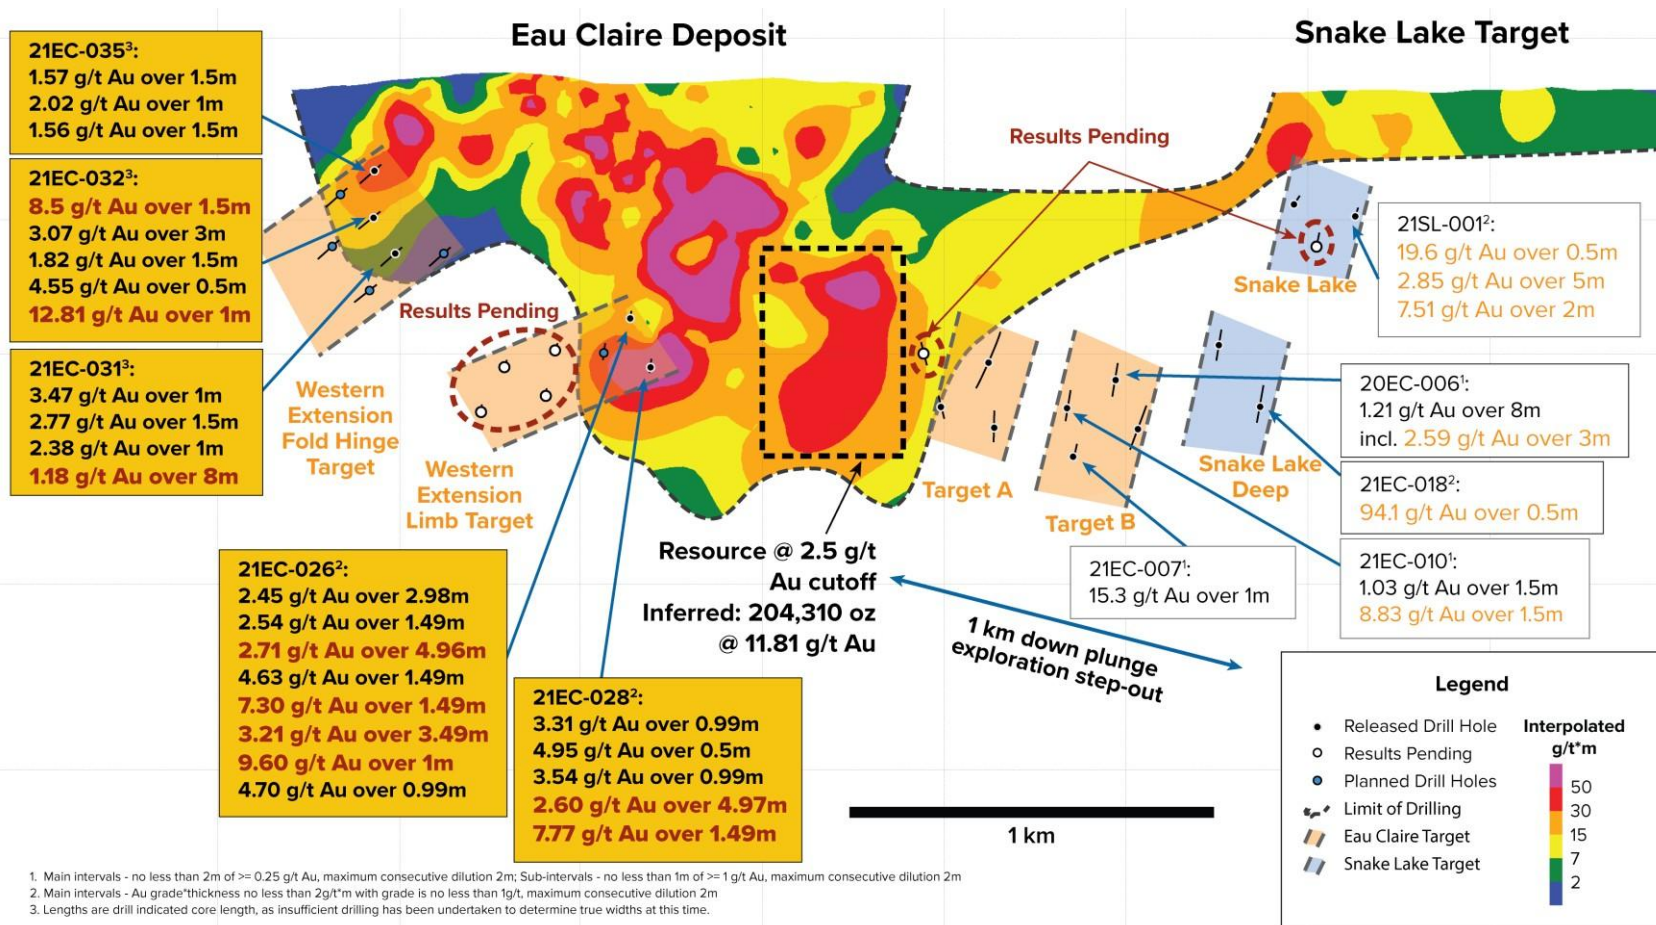 Eau Claire Deposit
Snake Lake Target
21EC-035³:
1.57 g/t Au over 1.5m
2.02 g/t Au over 1m
1.56 g/t Au over 1.5m
21EC-032³:
8.5 g/t Au over 1.5m
3.07 g/t Au over 3m
1.82 g/t Au over 1.5m
4.55 g/t Au over 0.5m
12.81 g/t Au over 1m
21EC-031³:
3.47 g/t Au over 1m
2.77 g/t Au over 1.5m
2.38 g/t Au over 1m
1.18 g/t Au over 8m
Western
Extension
Fold Hinge
Target
Results Pending
Western
Extension
Limb Target
Results Pending
Snake Lake
21SL-001²:
19.6 g/t Au over 0.5m
2.85 g/t Au over 5m
7.51 g/t Au over 2m
Target A
Target B
Snake Lake
Deep
20EC-006¹:
1.21 g/t Au over 8m
incl. 2.59 g/t Au over 3m
21EC-018²:
94.1 g/t Au over 0.5m
21EC-010¹:
1.03 g/t Au over 1.5m
8.83 g/t Au over 1.5m
21EC-007¹:
15.3 g/t Au over 1m
Resource @ 2.5 g/t
Au cutoff
Inferred: 204,310 oz
@ 11.81 g/t Au
1 km down plunge
exploration step-out
21EC-026²:
2.45 g/t Au over 2.98m
2.54 g/t Au over 1.49m
2.71 g/t Au over 4.96m
4.63 g/t Au over 1.49m
7.30 g/t Au over 1.49m
3.21 g/t Au over 3.49m
9.60 g/t Au over 1m
4.70 g/t Au over 0.99m
21EC-028²:
3.31 g/t Au over 0.99m
4.95 g/t Au over 0.5m
3.54 g/t Au over 0.99m
2.60 g/t Au over 4.97m
7.77 g/t Au over 1.49m
1 km
Legend
Released Drill Hole
Results Pending
Planned Drill Holes
Limit of Drilling
Eau Claire Target
Snake Lake Target
Interpolated
g/t*m
50
30
15
7
2
1. Main intervals - no less than 2m of >= 0.25 g/t Au, maximum consecutive dilution 2m; Sub-intervals - no less than 1m of >= 1 g/t Au, maximum consecutive dilution 2m
2. Main intervals - Au grade*thickness no less than 2g/t*m with grade is no less than 1g/t, maximum consecutive dilution 2m
3. Lengths are drill indicated core length, as insufficient drilling has been undertaken to determine true widths at this time.